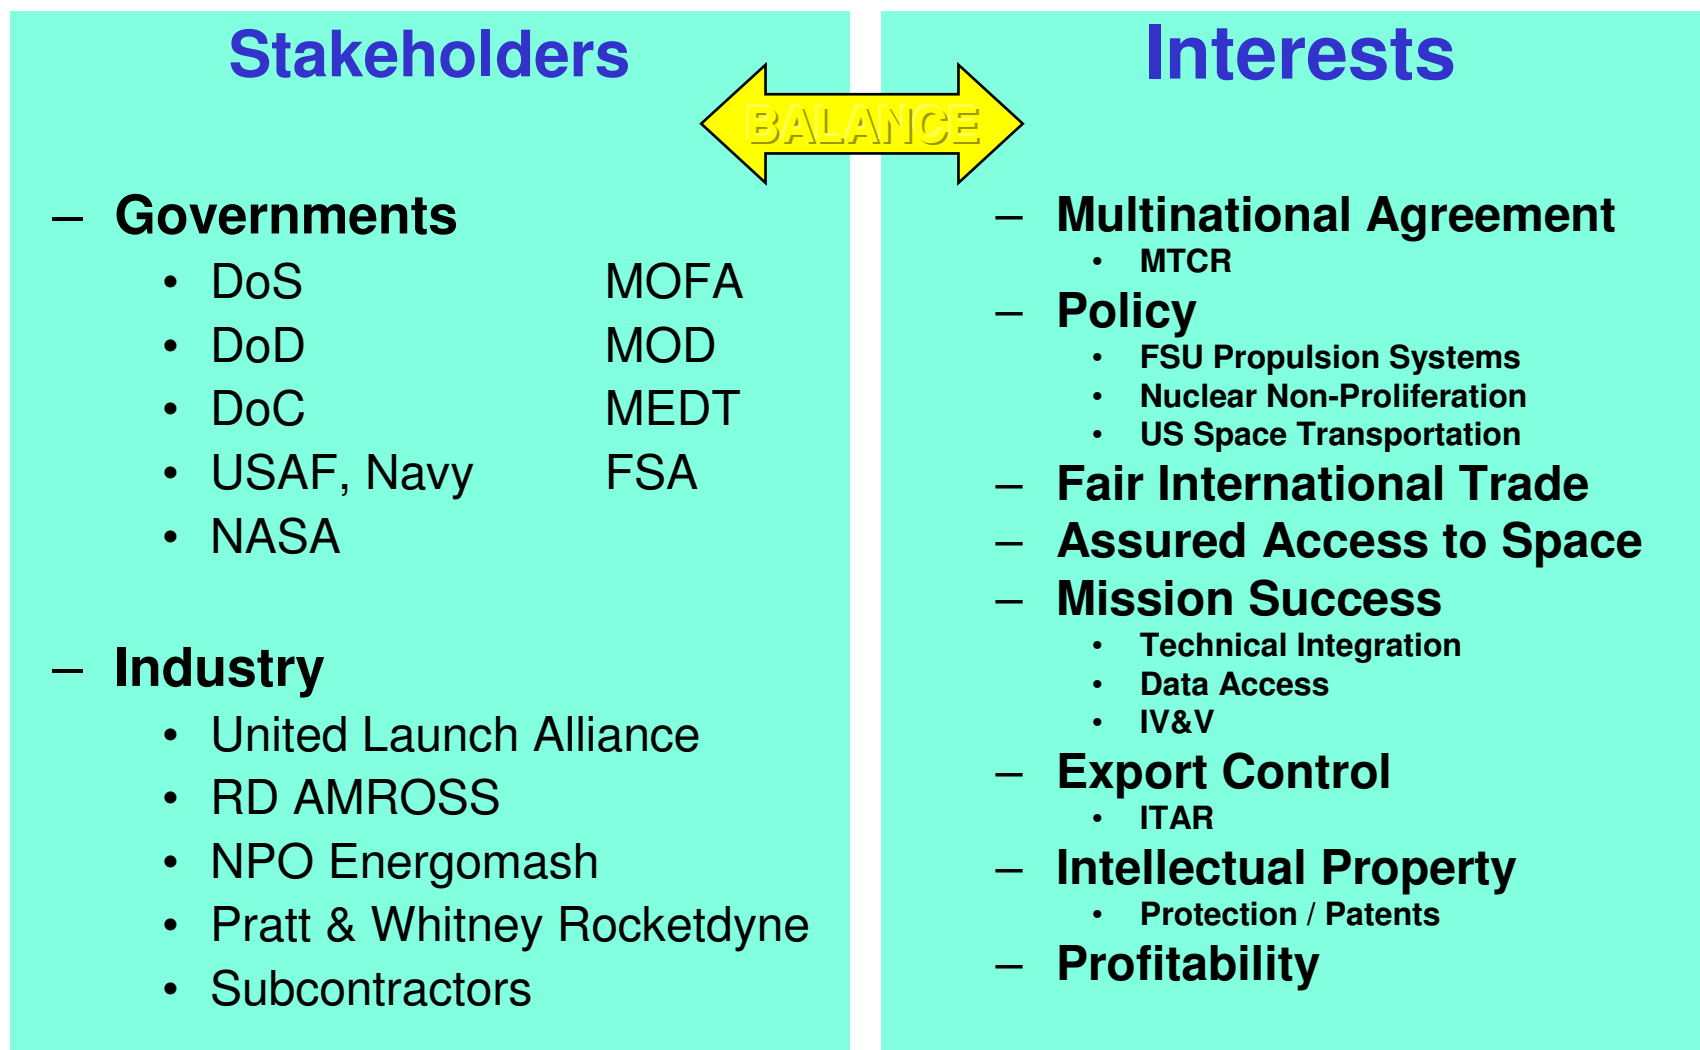 Stakeholders
BALANCE
– Governments
• DoS MOFA
• DoD MOD
• DoC MEDT
• USAF, Navy FSA
• NASA
– Industry
• United Launch Alliance
• RD AMROSS
• NPO Energomash
• Pratt & Whitney Rocketdyne
• Subcontractors
Interests
– Multinational Agreement
• MTCR
– Policy
• FSU Propulsion Systems
• Nuclear Non-Proliferation
• US Space Transportation
– Fair International Trade
– Assured Access to Space
– Mission Success
• Technical Integration
• Data Access
• IV&V
– Export Control
• ITAR
– Intellectual Property
• Protection / Patents
– Profitability